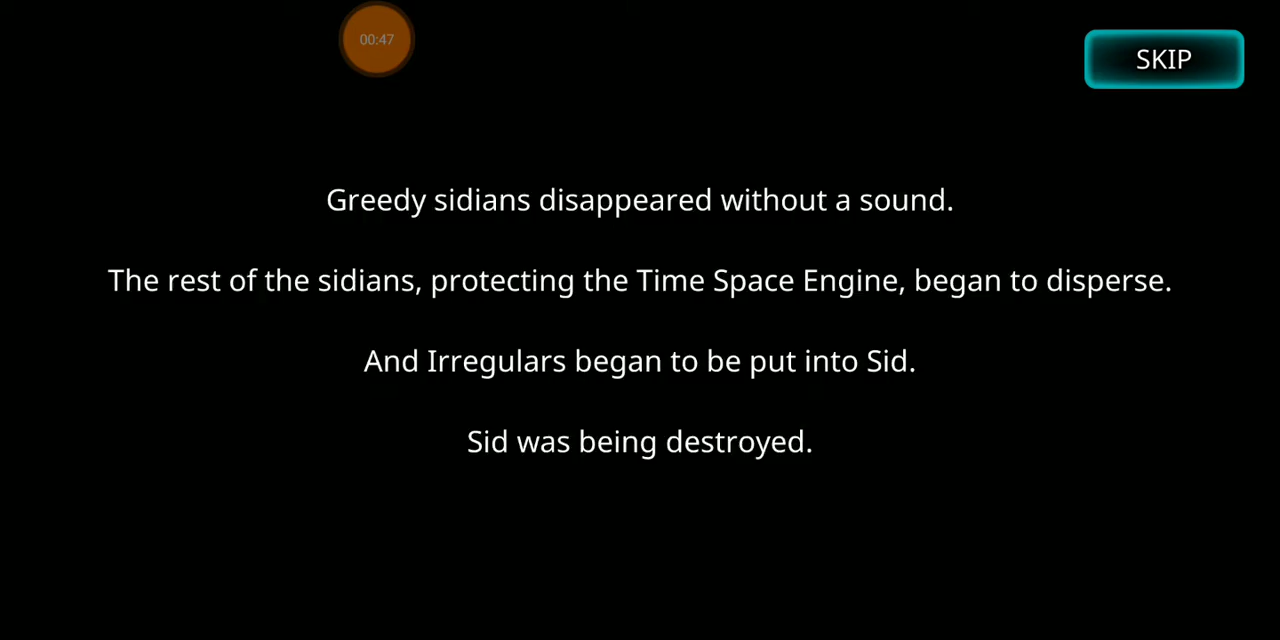 00:47
SKIP
Greedy sidians disappeared without a sound.
The rest of the sidians, protecting the Time Space Engine, began to disperse.
And Irregulars began to be put into Sid.
Sid was being destroyed.